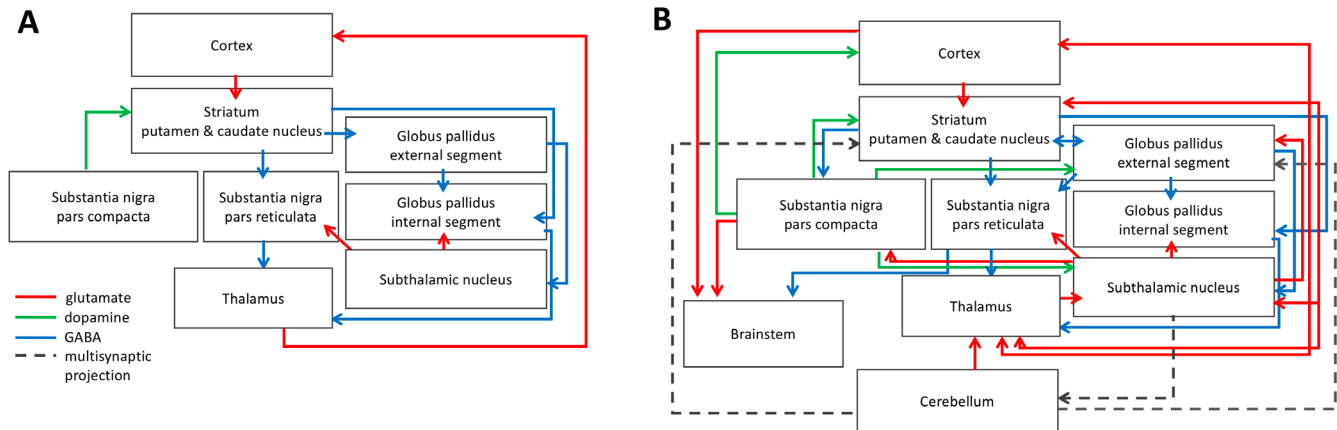 A
Cortex
Striatum
putamen & caudate nucleus
Globus pallidus
external segment
Substantia nigra
pars compacta
Substantia nigra
pars reticulata
Globus pallidus
internal segment
Thalamus
Subthalamic nucleus
glutamate
dopamine
GABA
multisynaptic
projection
B
Cortex
Striatum
putamen & caudate nucleus
Globus pallidus
external segment
Substantia nigra
pars compacta
Substantia nigra
pars reticulata
Globus pallidus
internal segment
Subthalamic nucleus
Thalamus
Brainstem
Cerebellum